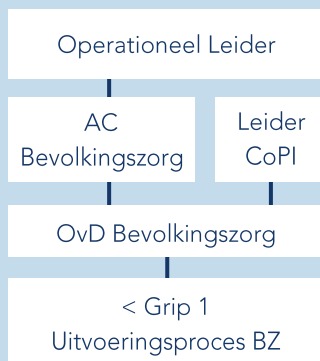 Operationeel Leider
AC
Bevolkingszorg
Leider
CoPI
OvD Bevolkingszorg
< Grip 1
Uitvoeringsproces BZ